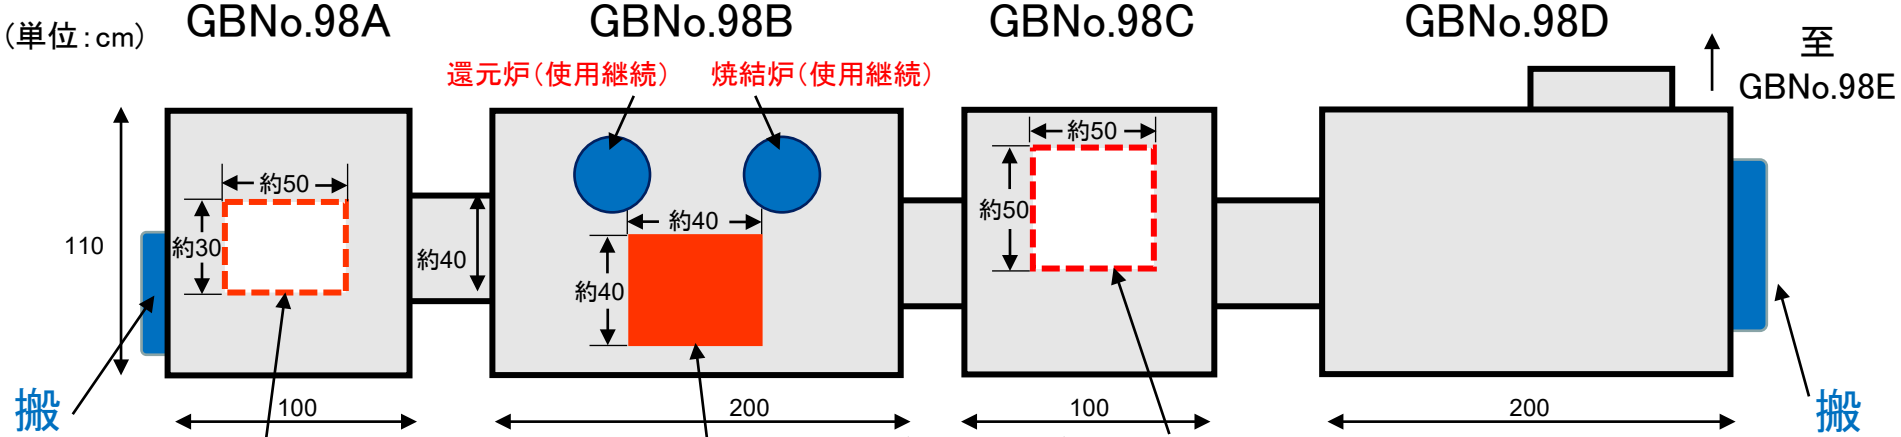 (単位:cm)
GBNo.98A
GBNo.98B
GBNo.98C
GBNo.98D
至
GBNo.98E
還元炉(使用継続)
焼結炉(使用継続)
約50
約30
110
約40
約40
約40
約50
約50
搬
100
200
100
200
搬